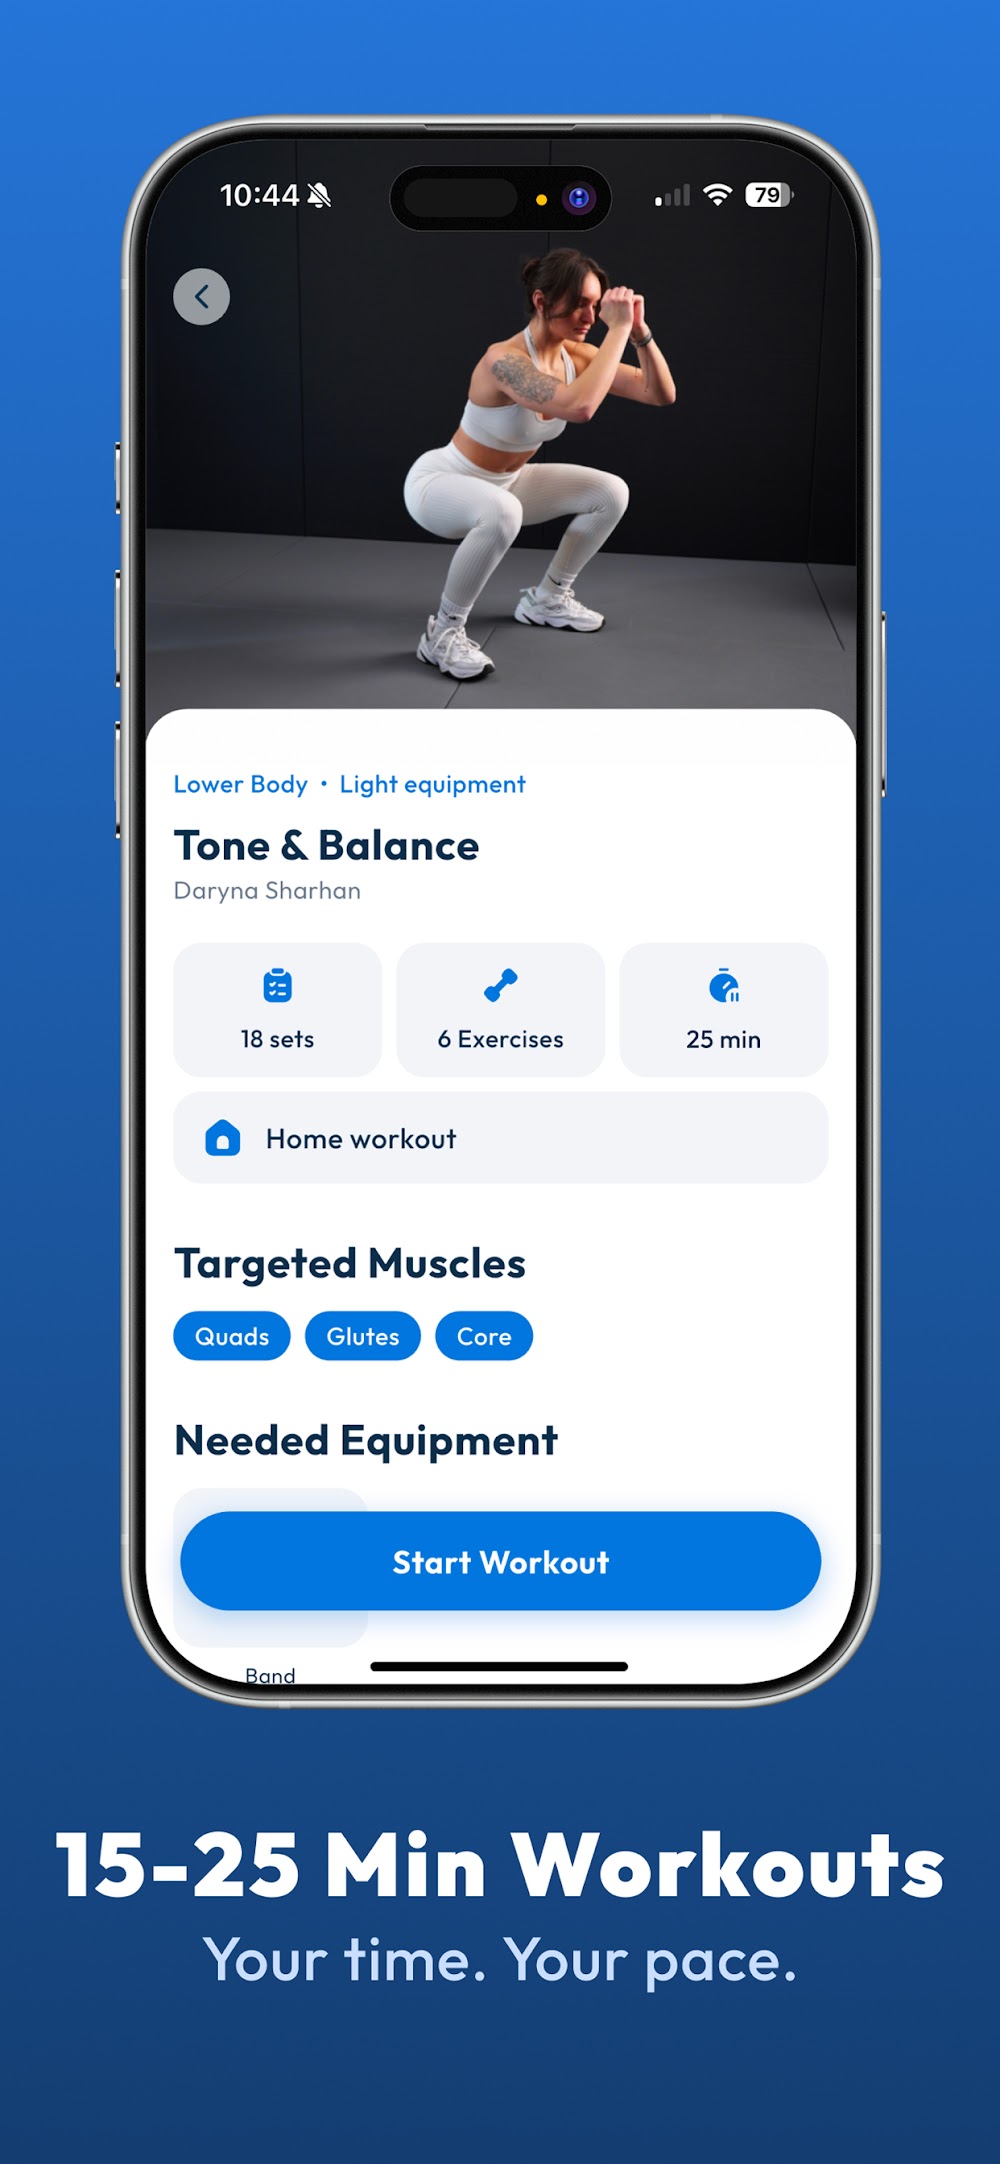 10:44
79
Lower Body • Light equipment
Tone & Balance
Daryna Sharhan
18 sets
6 Exercises
25 min
Home workout
Targeted Muscles
Quads
Glutes
Core
Needed Equipment
Start Workout
Band
15-25 Min Workouts
Your time. Your pace.